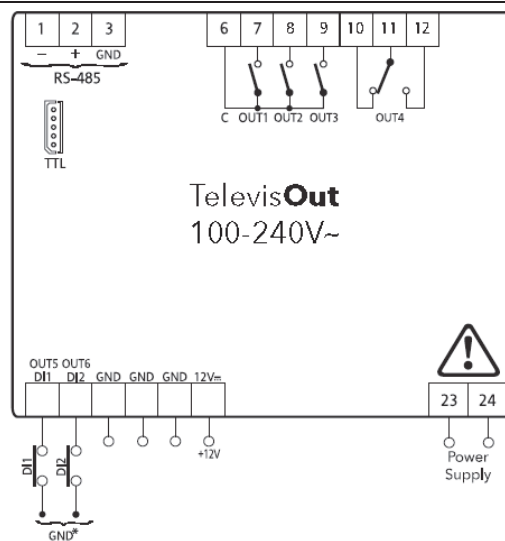 1 2 3 6 7 8 9 10 11 12
− + GND
RS-485
C OUT1 OUT2 OUT3 OUT4
TTL
TelevisOut
100-240V~
OUT5 OUT6
DI1 DI2 GND GND GND 12V⎓
23 24
+12V
Power
Supply
DI1 DI2
GND*